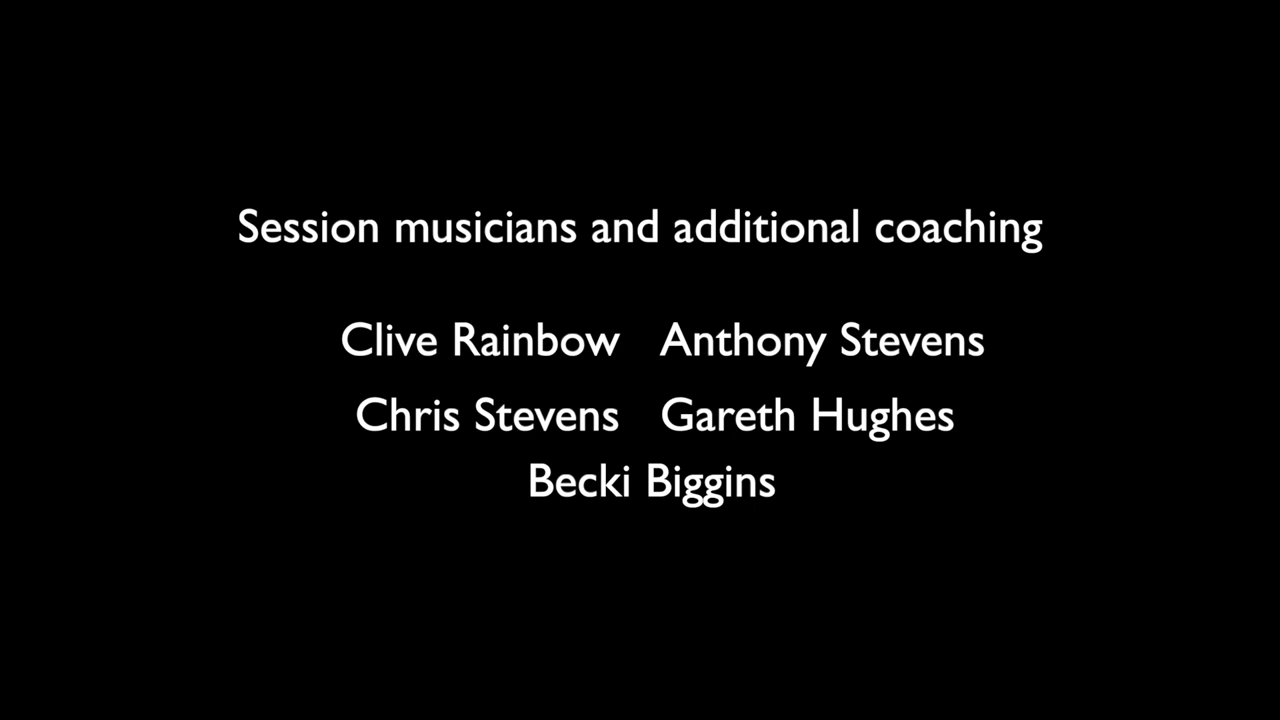 Session musicians and additional coaching
Clive Rainbow Anthony Stevens
Chris Stevens Gareth Hughes
Becki Biggins